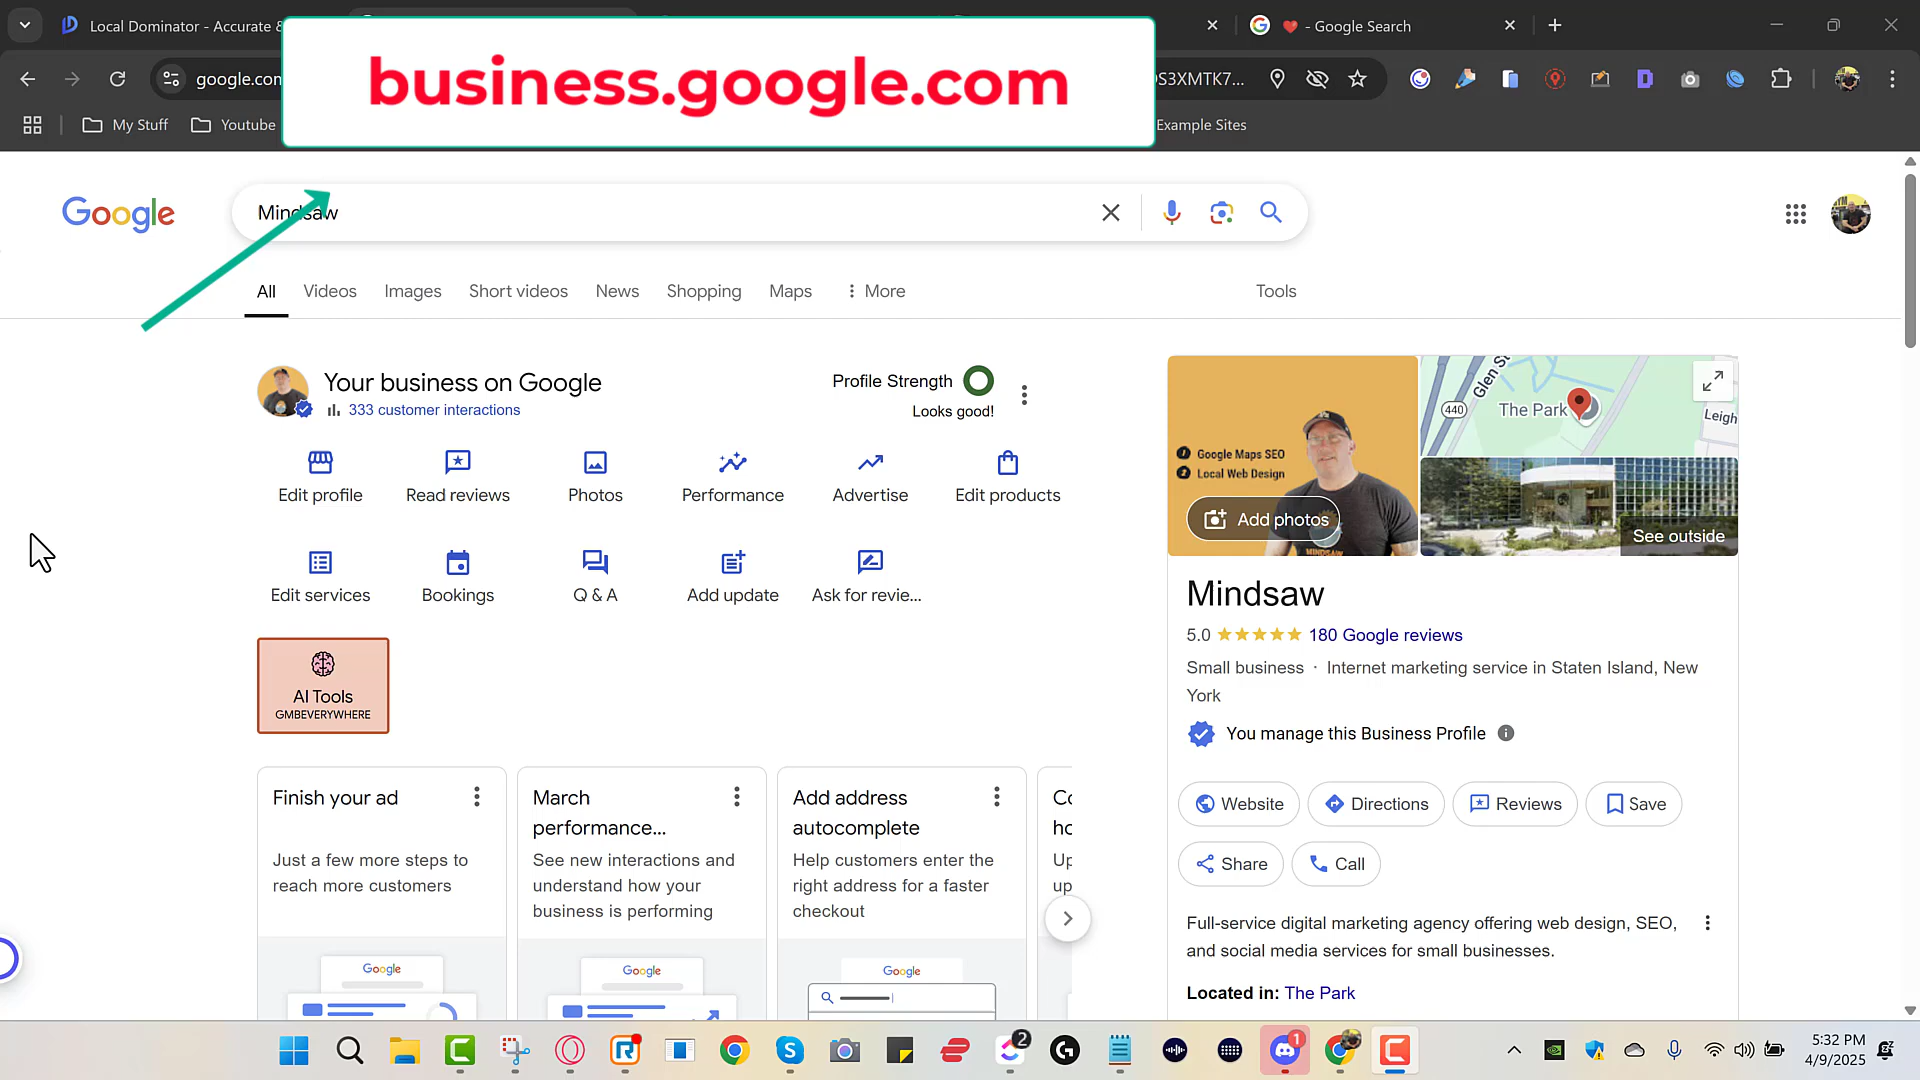 Local Dominator - Accurate &
❤️ - Google Search
business.google.com
google.con
OS3XMTK7...
My Stuff
Youtube
Example Sites
Google
Mindsaw
All
Videos
Images
Short videos
News
Shopping
Maps
More
Tools
Your business on Google
333 customer interactions
Profile Strength
Looks good!
Edit profile
Read reviews
Photos
Performance
Advertise
Edit products
Edit services
Bookings
Q & A
Add update
Ask for revie...
AI Tools
GMBEVERYWHERE
Finish your ad
Just a few more steps to
reach more customers
Google
March
performance...
See new interactions and
understand how your
business is performing
Google
Add address
autocomplete
Help customers enter the
right address for a faster
checkout
Google
Google Maps SEO
Local Web Design
Add photos
MINDSAW
440
Glen S
The Park
Leigh
See outside
Mindsaw
5.0 ★★★★★ 180 Google reviews
Small business · Internet marketing service in Staten Island, New
York
You manage this Business Profile
Website
Directions
Reviews
Save
Share
Call
Full-service digital marketing agency offering web design, SEO,
and social media services for small businesses.
Located in: The Park
2
1
5:32 PM
4/9/2025